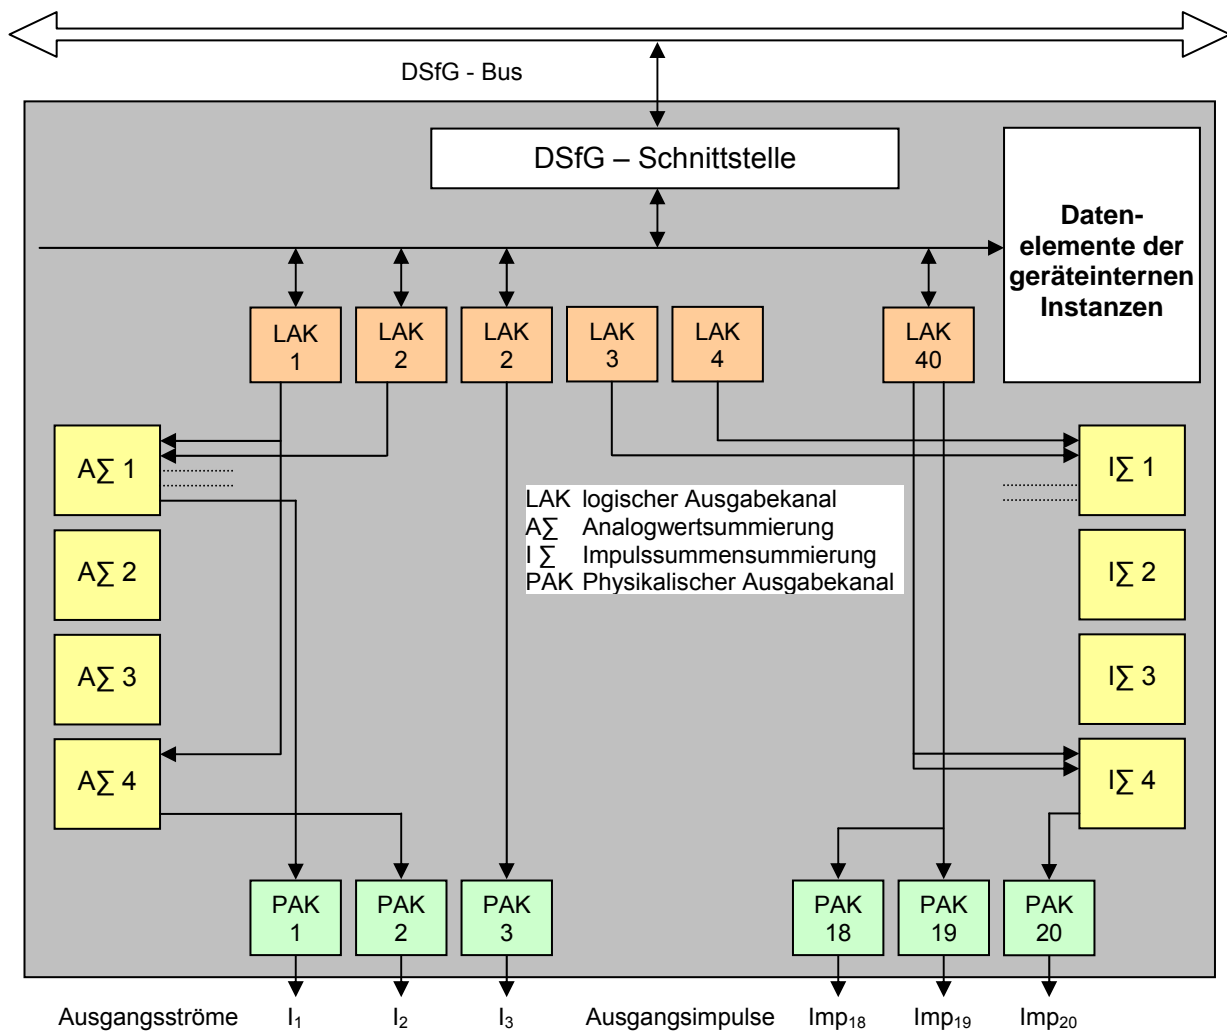 DSfG - Bus
DSfG – Schnittstelle
Daten-
elemente der
geräteinternen
Instanzen
LAK
1
LAK
2
LAK
2
LAK
3
LAK
4
LAK
40
A∑ 1
A∑ 2
A∑ 3
A∑ 4
LAK logischer Ausgabekanal
A∑ Analogwertsummierung
I ∑ Impulssummensummierung
PAK Physikalischer Ausgabekanal
I∑ 1
I∑ 2
I∑ 3
I∑ 4
PAK
1
PAK
2
PAK
3
PAK
18
PAK
19
PAK
20
Ausgangsströme I₁ I₂ I₃ Ausgangsimpulse Imp₁₈ Imp₁₉ Imp₂₀